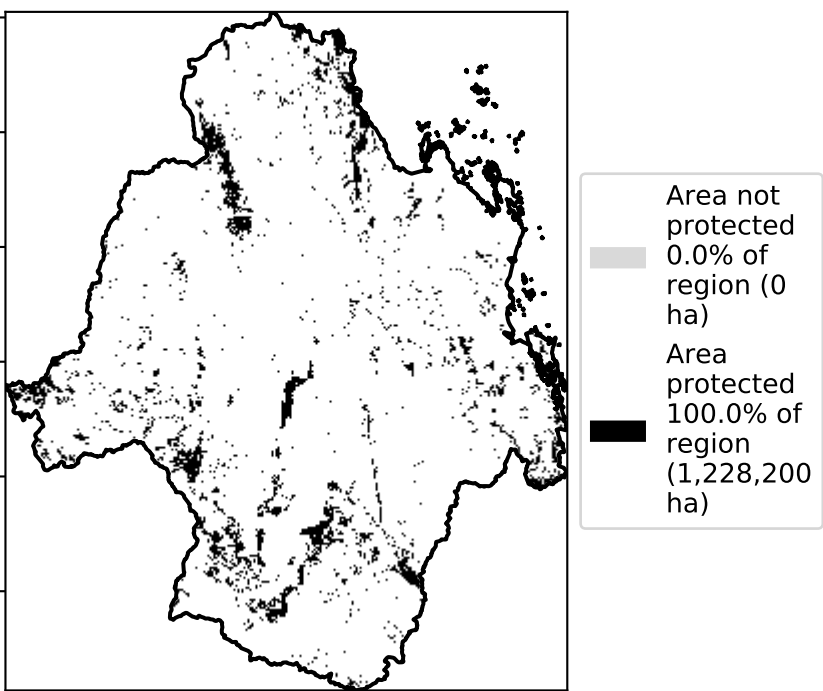 Area not
protected
0.0% of
region (0
ha)
Area
protected
100.0% of
region
(1,228,200
ha)